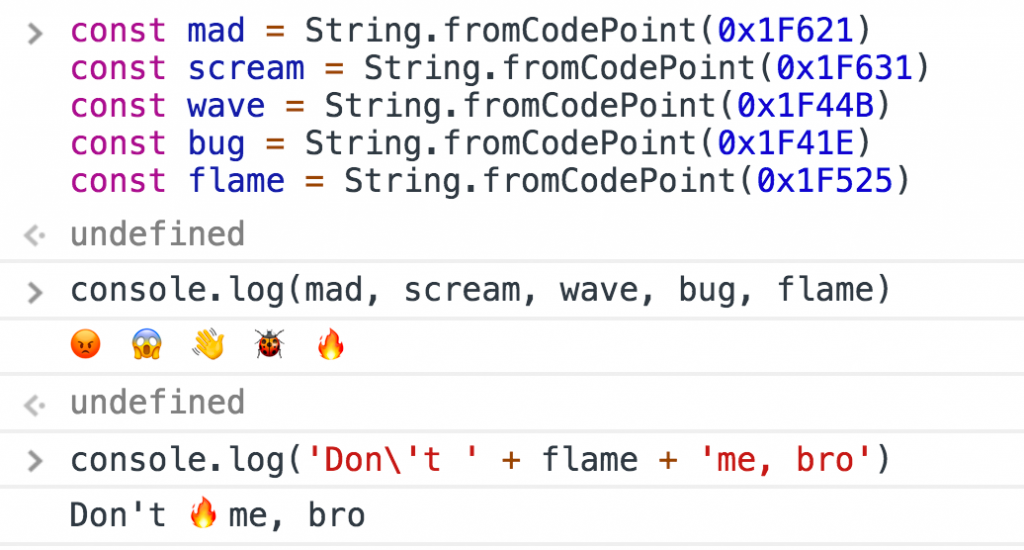 > const mad = String.fromCodePoint(0x1F621)
const scream = String.fromCodePoint(0x1F631)
const wave = String.fromCodePoint(0x1F44B)
const bug = String.fromCodePoint(0x1F41E)
const flame = String.fromCodePoint(0x1F525)
undefined
> console.log(mad, scream, wave, bug, flame)
😡 😱 👋 🐞 🔥
undefined
> console.log('Don\'t ' + flame + 'me, bro')
Don't 🔥 me, bro